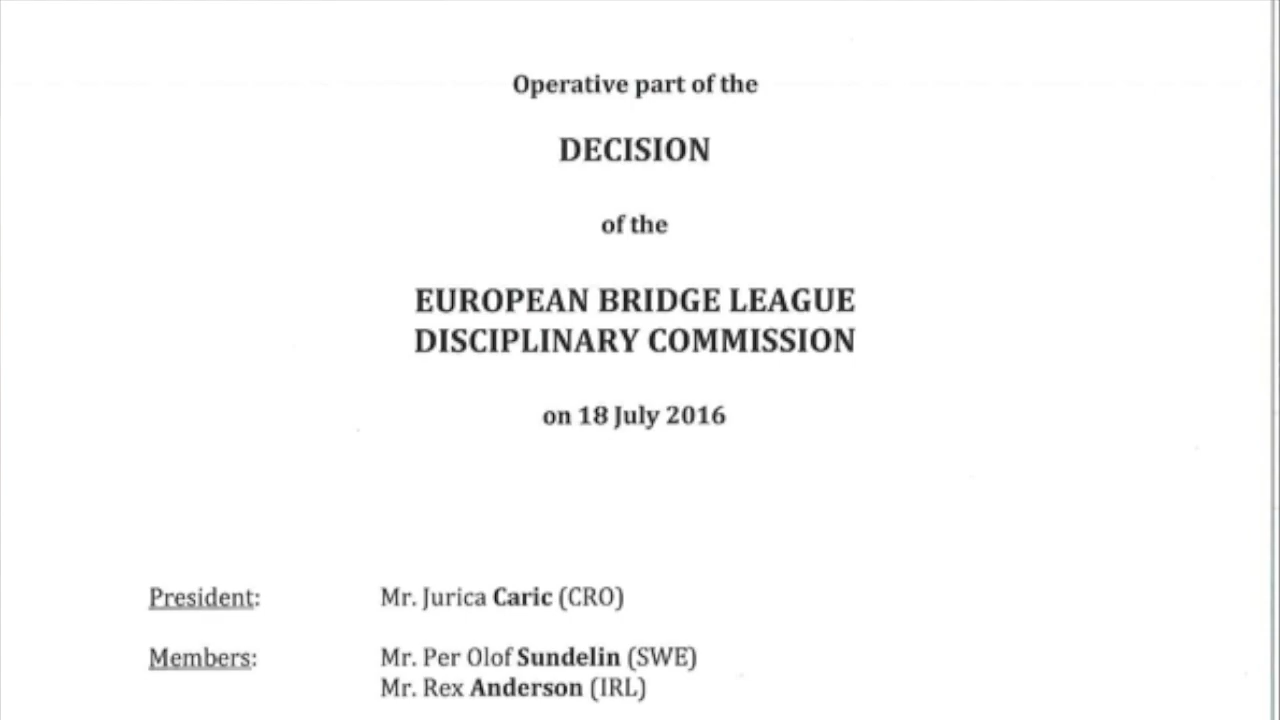 Operative part of the
DECISION
of the
EUROPEAN BRIDGE LEAGUE
DISCIPLINARY COMMISSION
on 18 July 2016
President: Mr. Jurica Caric (CRO)
Members: Mr. Per Olof Sundelin (SWE)
Mr. Rex Anderson (IRL)